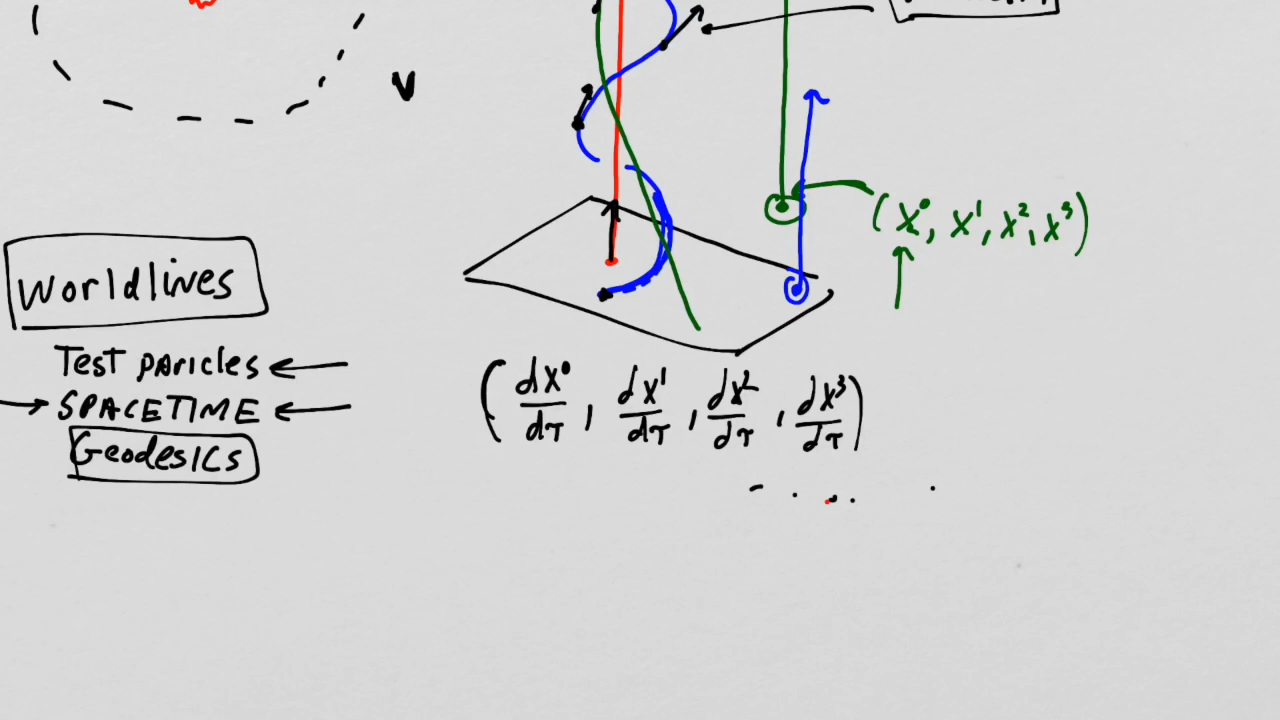 V
(x⁰, x¹, x², x³)
Worldlines
Test paricles
SPACETIME
Geodesics
(dx⁰/dτ, dx¹/dτ, dx²/dτ, dx³/dτ)